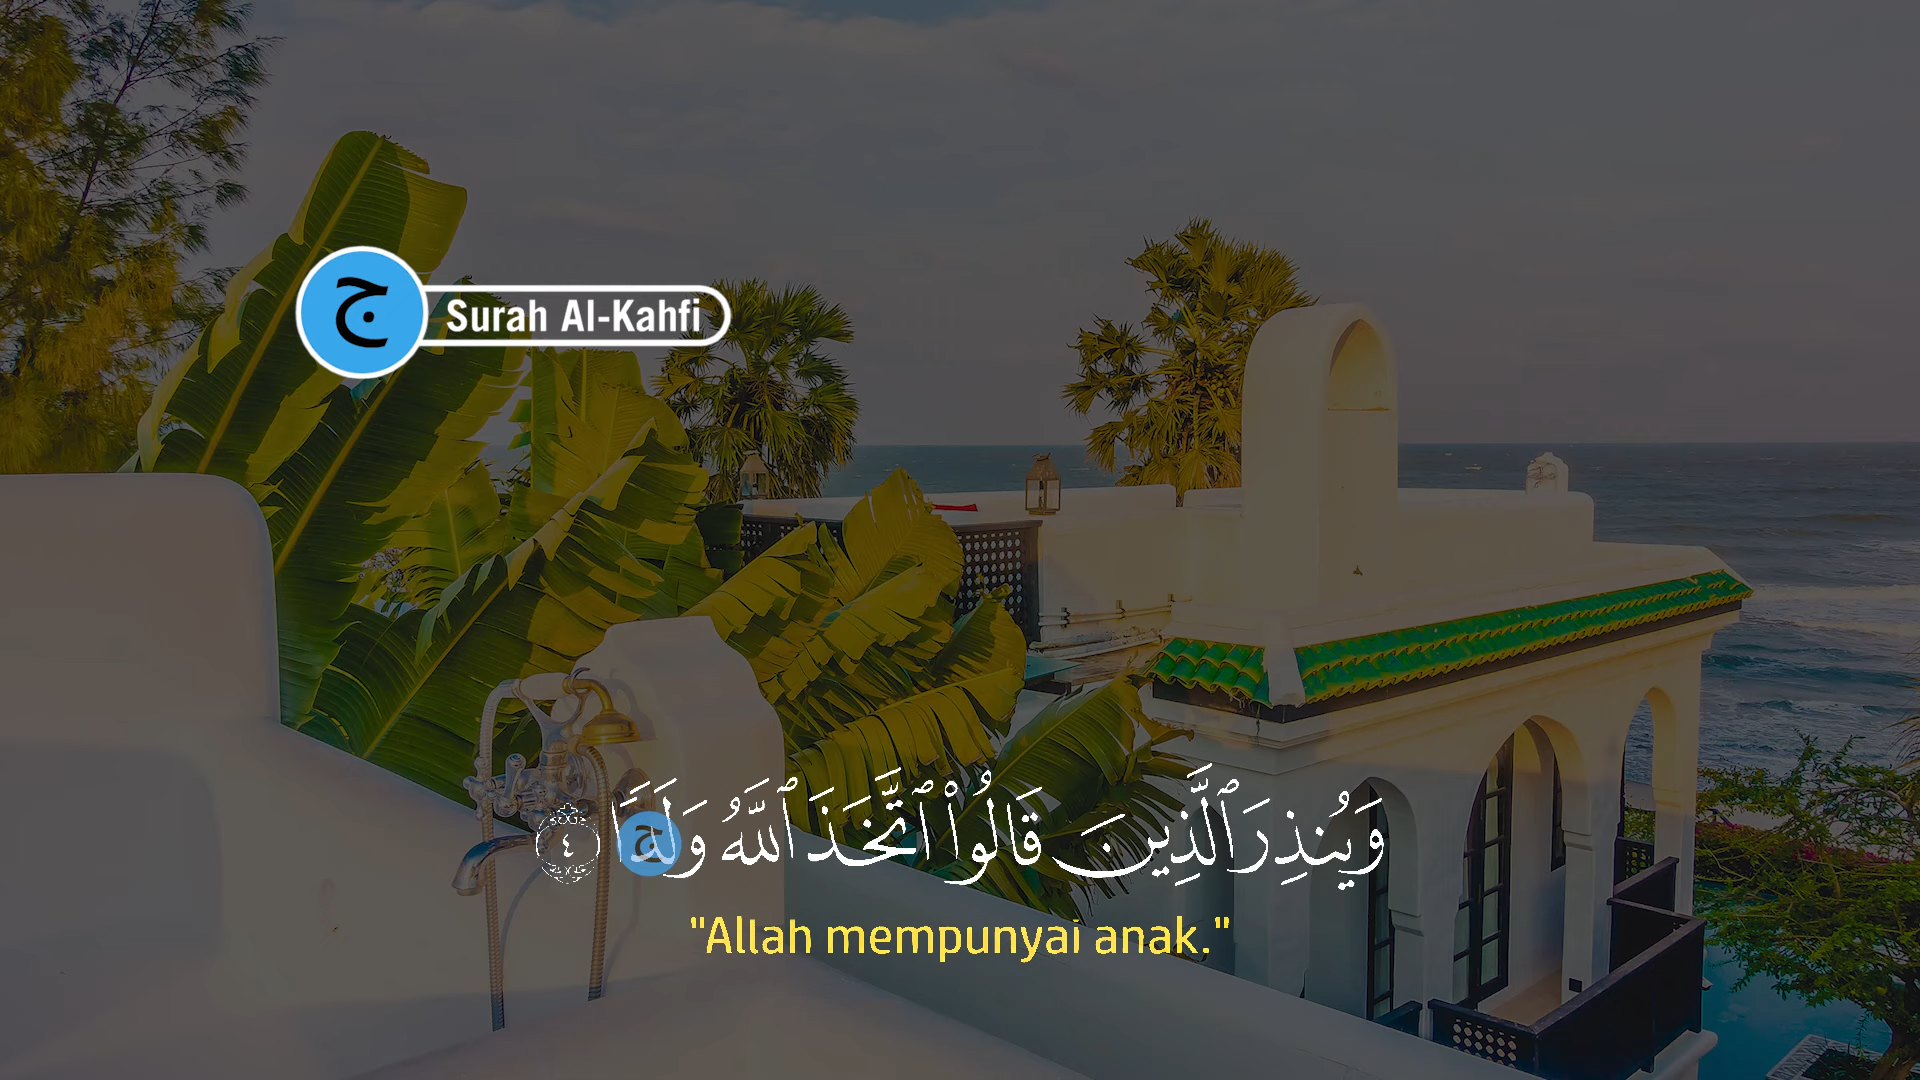 ج
Surah Al-Kahfi
وَيُنذِرَ ٱلَّذِينَ قَالُوا۟ ٱتَّخَذَ ٱللَّهُ وَلَدًا ٤
ج
"Allah mempunyai anak."